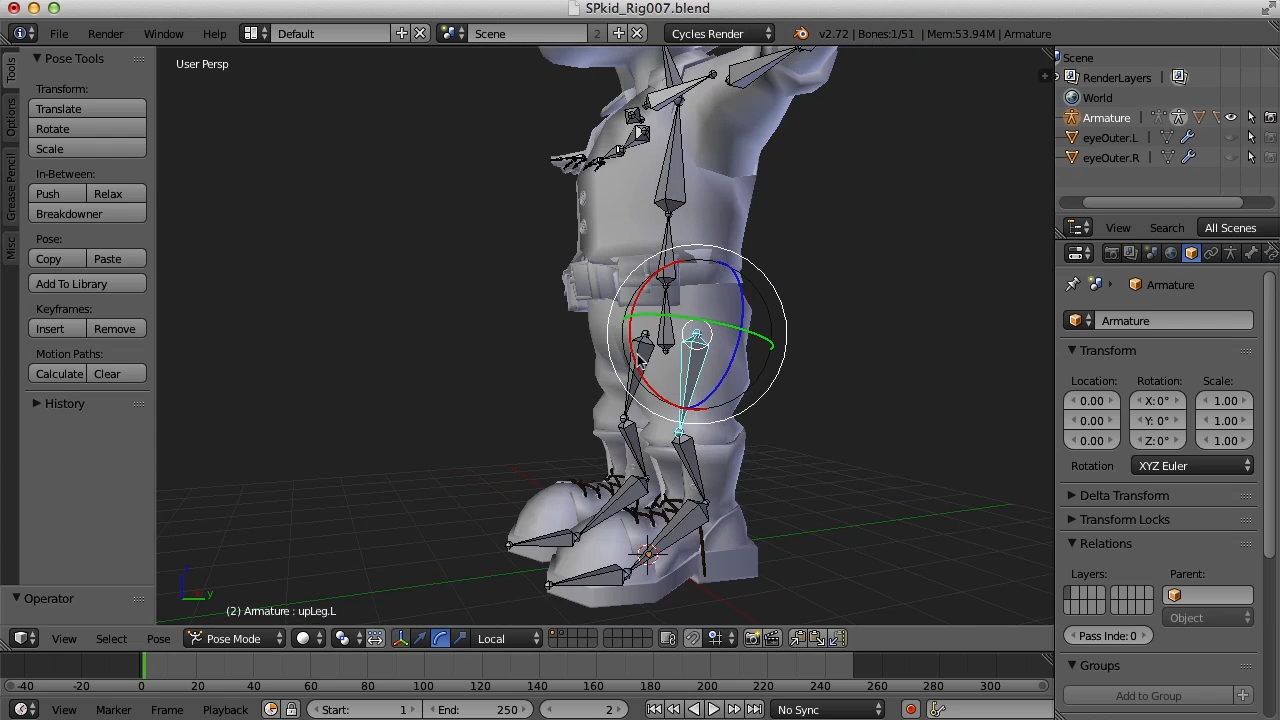 SPkid_Rig007.blend
File Render Window Help Default Scene 2 Cycles Render v2.72 | Bones:1/51 | Mem:53.94M | Armature
Tools
Options
Grease Pencil
Misc
Pose Tools
Transform:
Translate
Rotate
Scale
In-Between:
Push Relax
Breakdowner
Pose:
Copy Paste
Add To Library
Keyframes:
Insert Remove
Motion Paths:
Calculate Clear
History
Operator
User Persp
y
(2) Armature : upLeg.L
View Select Pose Pose Mode Local
-40 -20 0 20 40 60 80 100 120 140 160 180 200 220 240 260 280 300
View Marker Frame Playback Start: 1 End: 250 2 No Sync
Scene
RenderLayers
World
Armature
eyeOuter.L
eyeOuter.R
View Search All Scenes
Armature
Armature
Transform
Location: Rotation: Scale:
0.00 X: 0° 1.00
0.00 Y: 0° 1.00
0.00 Z: 0° 1.00
Rotation XYZ Euler
Delta Transform
Transform Locks
Relations
Layers: Parent:
Object
Pass Inde: 0
Groups
Add to Group